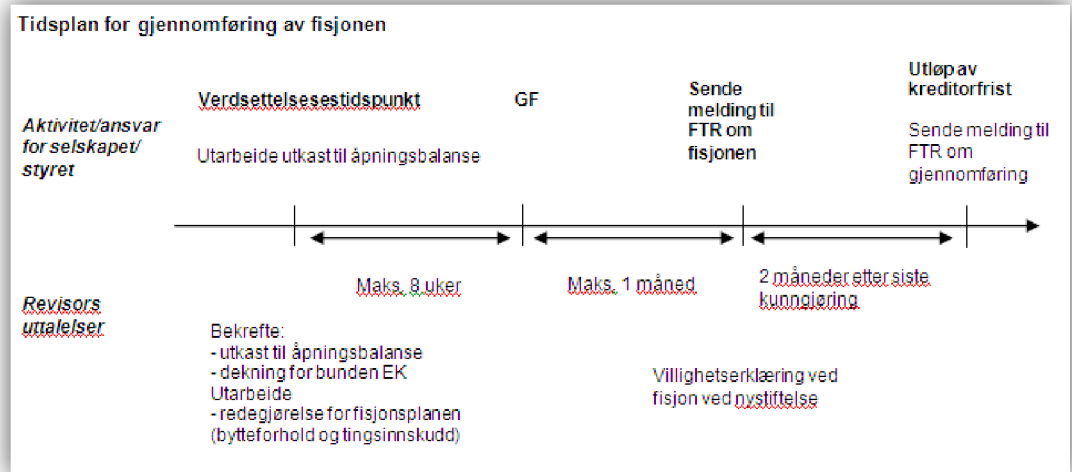 Tidsplan for gjennomføring av fisjonen
Aktivitet/ansvar
for selskapet/
styret
Verdsettelsesestidspunkt
Utarbeide utkast til åpningsbalanse
GF
Sende
melding til
FTR om
fisjonen
Utløp av
kreditorfrist
Sende melding til
FTR om
gjennomføring
Maks. 8 uker
Maks. 1 måned
2 måneder etter siste
kunngjøring
Revisors
uttalelser
Bekrefte:
- utkast til åpningsbalanse
- dekning for bunden EK
Utarbeide
- redegjørelse for fisjonsplanen
(bytteforhold og tingsinnskudd)
Villighetserklæring ved
fisjon ved nystiftelse